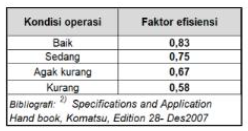 Kondisi operasi Faktor efisiensi
Baik 0,83
Sedang 0,75
Agak kurang 0,67
Kurang 0,58
Bibliografi: 2) Specifications and Application
Hand book, Komatsu, Edition 28- Des2007